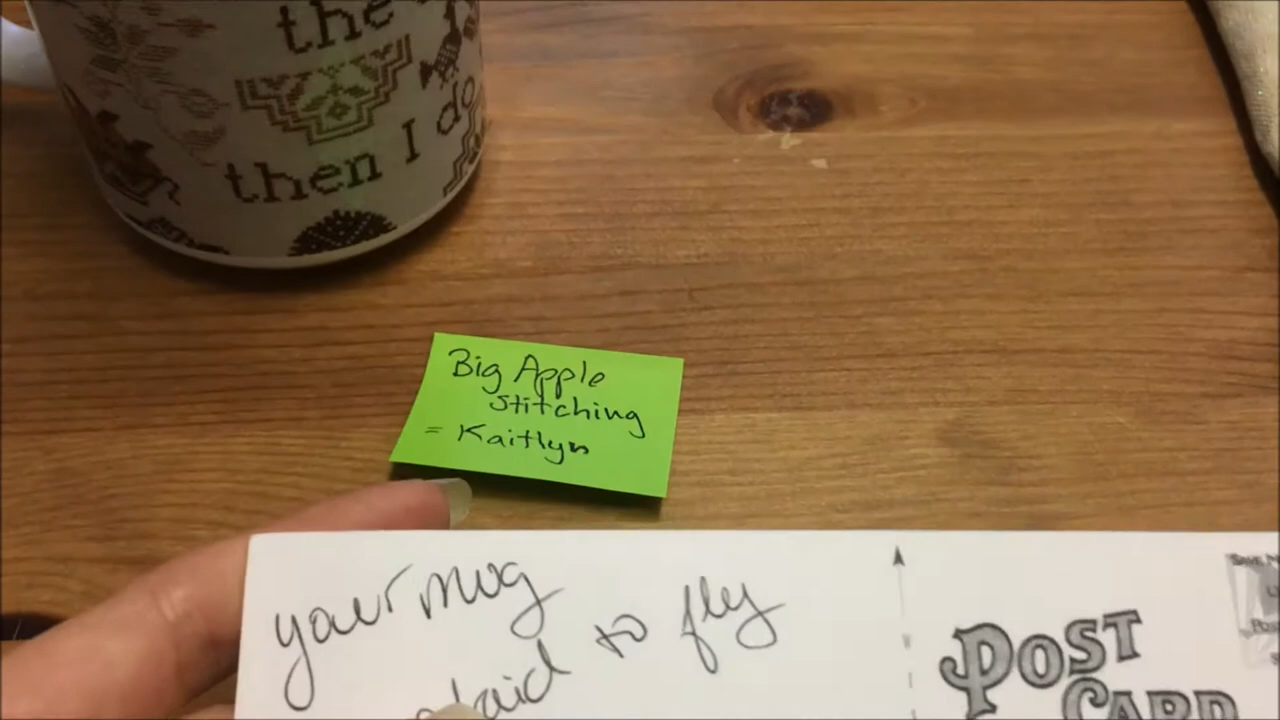 the
then I do
Big Apple
Stitching
= Kaitlyn
your mug
to fly
POST
CARD